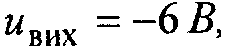 uвих = −6 В,